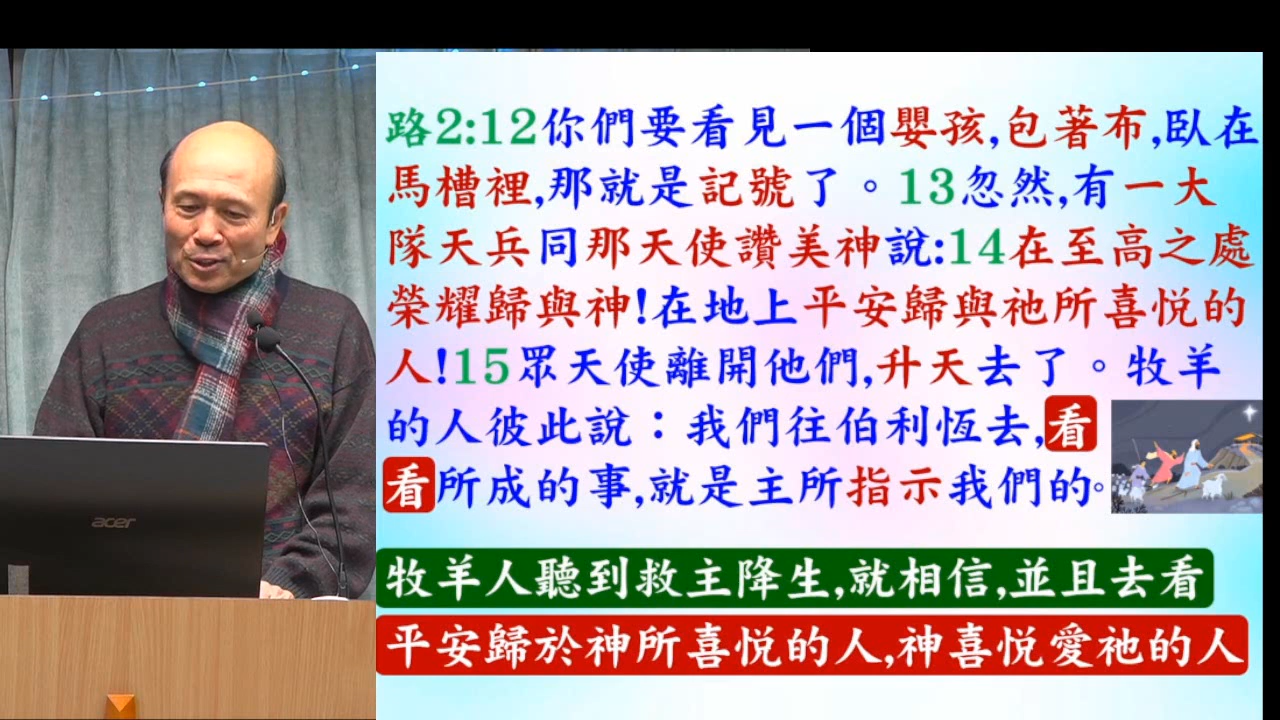 路2:12你們要看見一個嬰孩,包著布,臥在
馬槽裡,那就是記號了。13忽然,有一大
隊天兵同那天使讚美神說:14在至高之處
榮耀歸與神!在地上平安歸與祂所喜悅的
人!15眾天使離開他們,升天去了。牧羊
的人彼此說：我們往伯利恆去,看
看所成的事,就是主所指示我們的。
牧羊人聽到救主降生,就相信,並且去看
平安歸於神所喜悅的人,神喜悅愛祂的人
acer